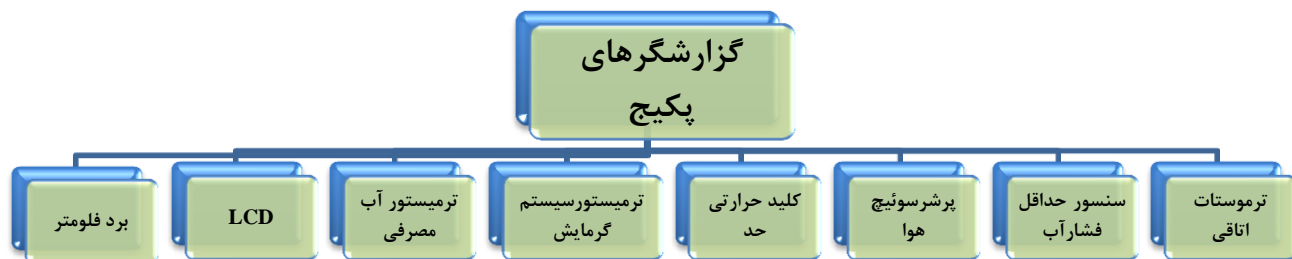 گزارشگرهای
پکیج
ترموستات
اتاقی
سنسور حداقل
فشارآب
پرشرسوئیچ
هوا
کلید حرارتی
حد
ترمیستورسیستم
گرمایش
ترمیستور آب
مصرفی
LCD
برد فلومتر